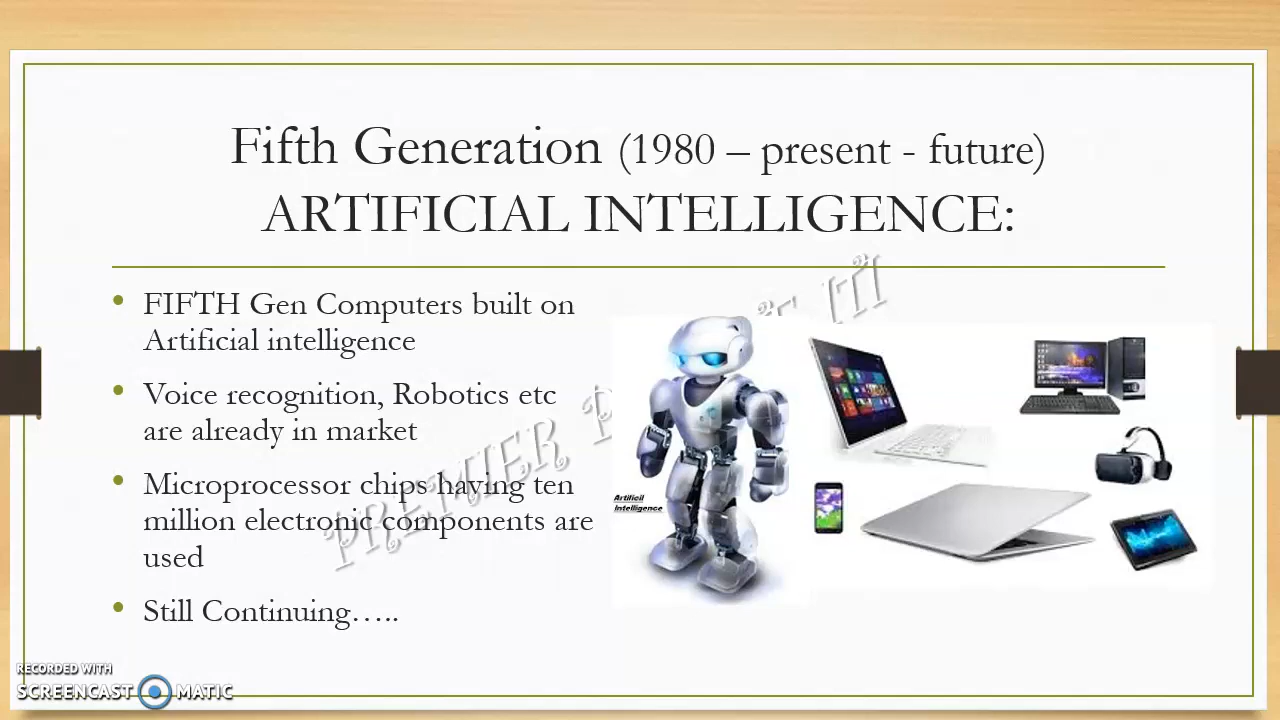 Fifth Generation (1980 – present - future)
ARTIFICIAL INTELLIGENCE:
• FIFTH Gen Computers built on
Artificial intelligence
• Voice recognition, Robotics etc
are already in market
• Microprocessor chips having ten
million electronic components are
used
• Still Continuing…..
Artificil
Intelligence
PREMIER P
ITI
RECORDED WITH
SCREENCAST MATIC